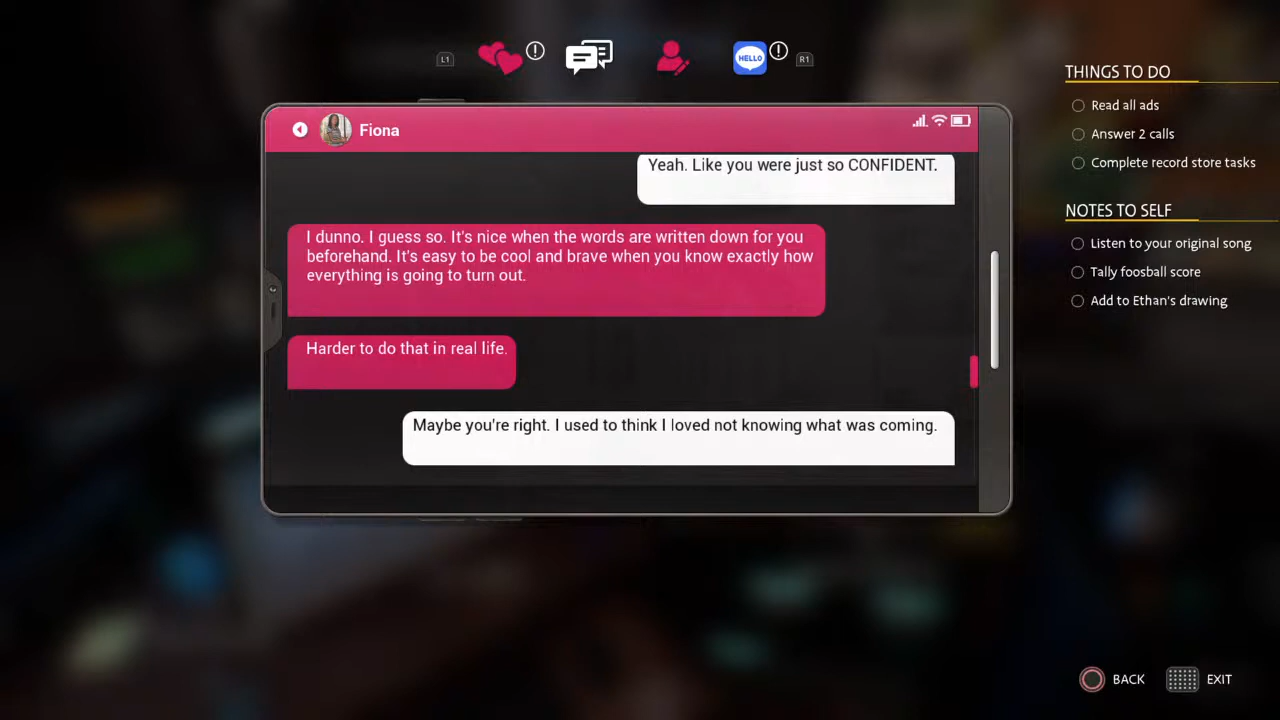 L1
HELLO
R1
Fiona
Yeah. Like you were just so CONFIDENT.
I dunno. I guess so. It's nice when the words are written down for you
beforehand. It's easy to be cool and brave when you know exactly how
everything is going to turn out.
Harder to do that in real life.
Maybe you're right. I used to think I loved not knowing what was coming.
THINGS TO DO
Read all ads
Answer 2 calls
Complete record store tasks
NOTES TO SELF
Listen to your original song
Tally foosball score
Add to Ethan's drawing
BACK
EXIT